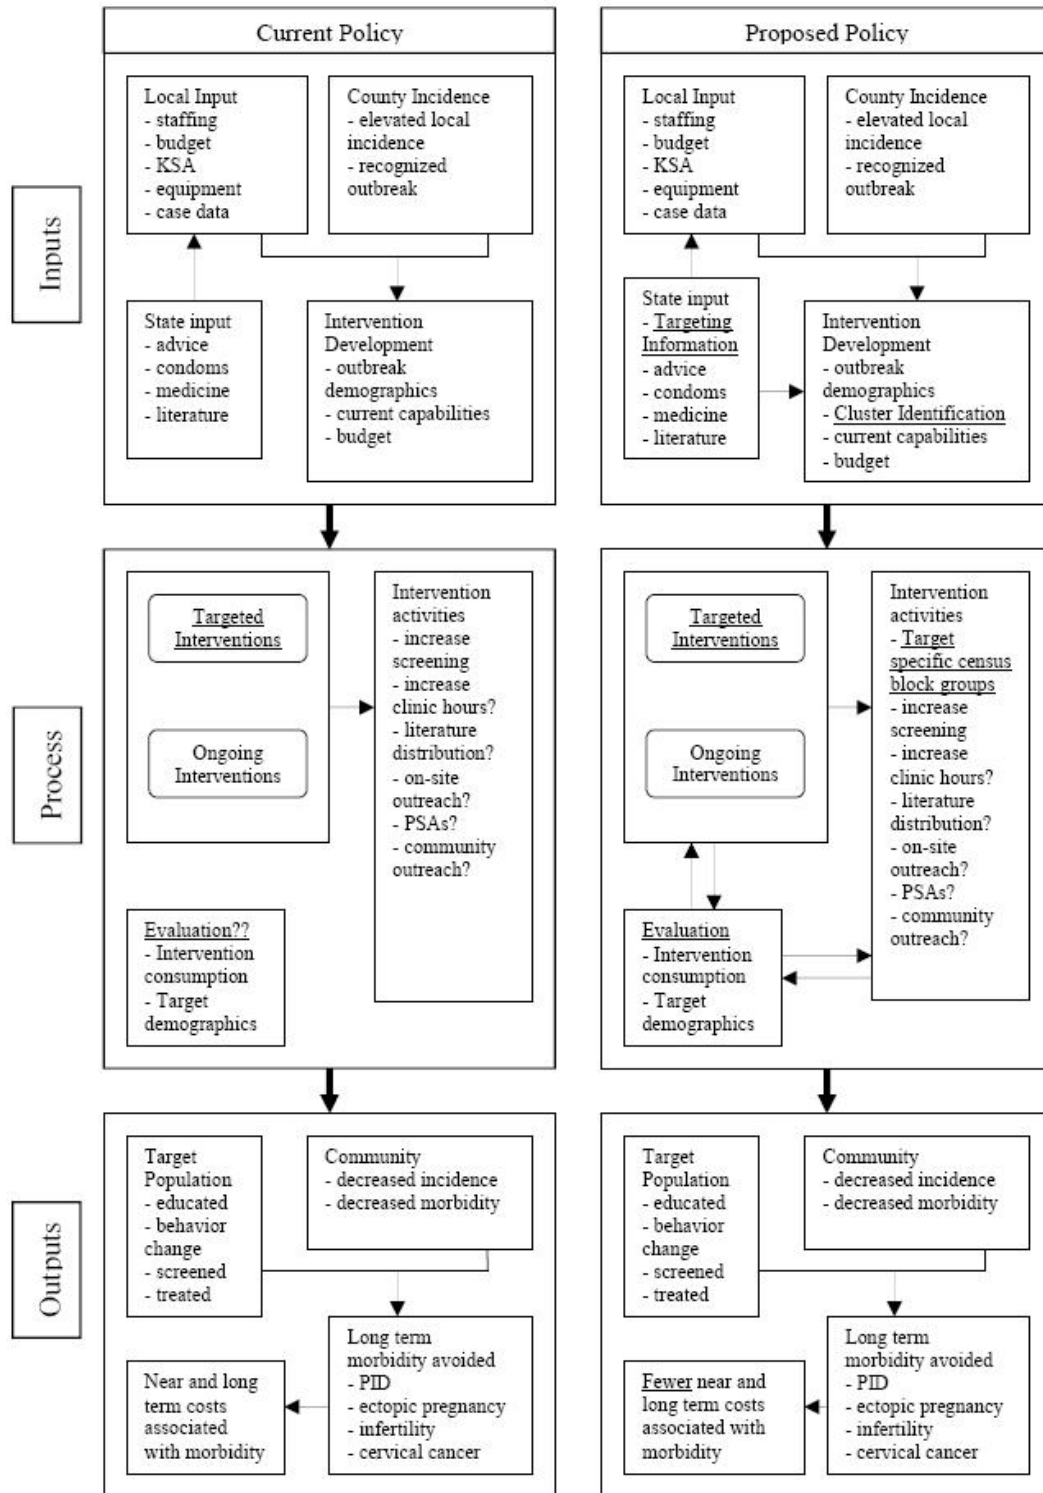 Current Policy
Local Input
- staffing
- budget
- KSA
- equipment
- case data
County Incidence
- elevated local
incidence
- recognized
outbreak
State input
- advice
- condoms
- medicine
- literature
Intervention
Development
- outbreak
demographics
- current capabilities
- budget
Proposed Policy
Local Input
- staffing
- budget
- KSA
- equipment
- case data
County Incidence
- elevated local
incidence
- recognized
outbreak
State input
- Targeting
Information
- advice
- condoms
- medicine
- literature
Intervention
Development
- outbreak
demographics
- Cluster Identification
- current capabilities
- budget
Inputs
Targeted
Interventions
Ongoing
Interventions
Intervention
activities
- increase
screening
- increase
clinic hours?
- literature
distribution?
- on-site
outreach?
- PSAs?
- community
outreach?
Evaluation??
- Intervention
consumption
- Target
demographics
Targeted
Interventions
Ongoing
Interventions
Intervention
activities
- Target
specific census
block groups
- increase
screening
- increase
clinic hours?
- literature
distribution?
- on-site
outreach?
- PSAs?
- community
outreach?
Evaluation
- Intervention
consumption
- Target
demographics
Process
Target
Population
- educated
- behavior
change
- screened
- treated
Community
- decreased incidence
- decreased morbidity
Near and long
term costs
associated
with morbidity
Long term
morbidity avoided
- PID
- ectopic pregnancy
- infertility
- cervical cancer
Target
Population
- educated
- behavior
change
- screened
- treated
Community
- decreased incidence
- decreased morbidity
Fewer near and
long term costs
associated with
morbidity
Long term
morbidity avoided
- PID
- ectopic pregnancy
- infertility
- cervical cancer
Outputs